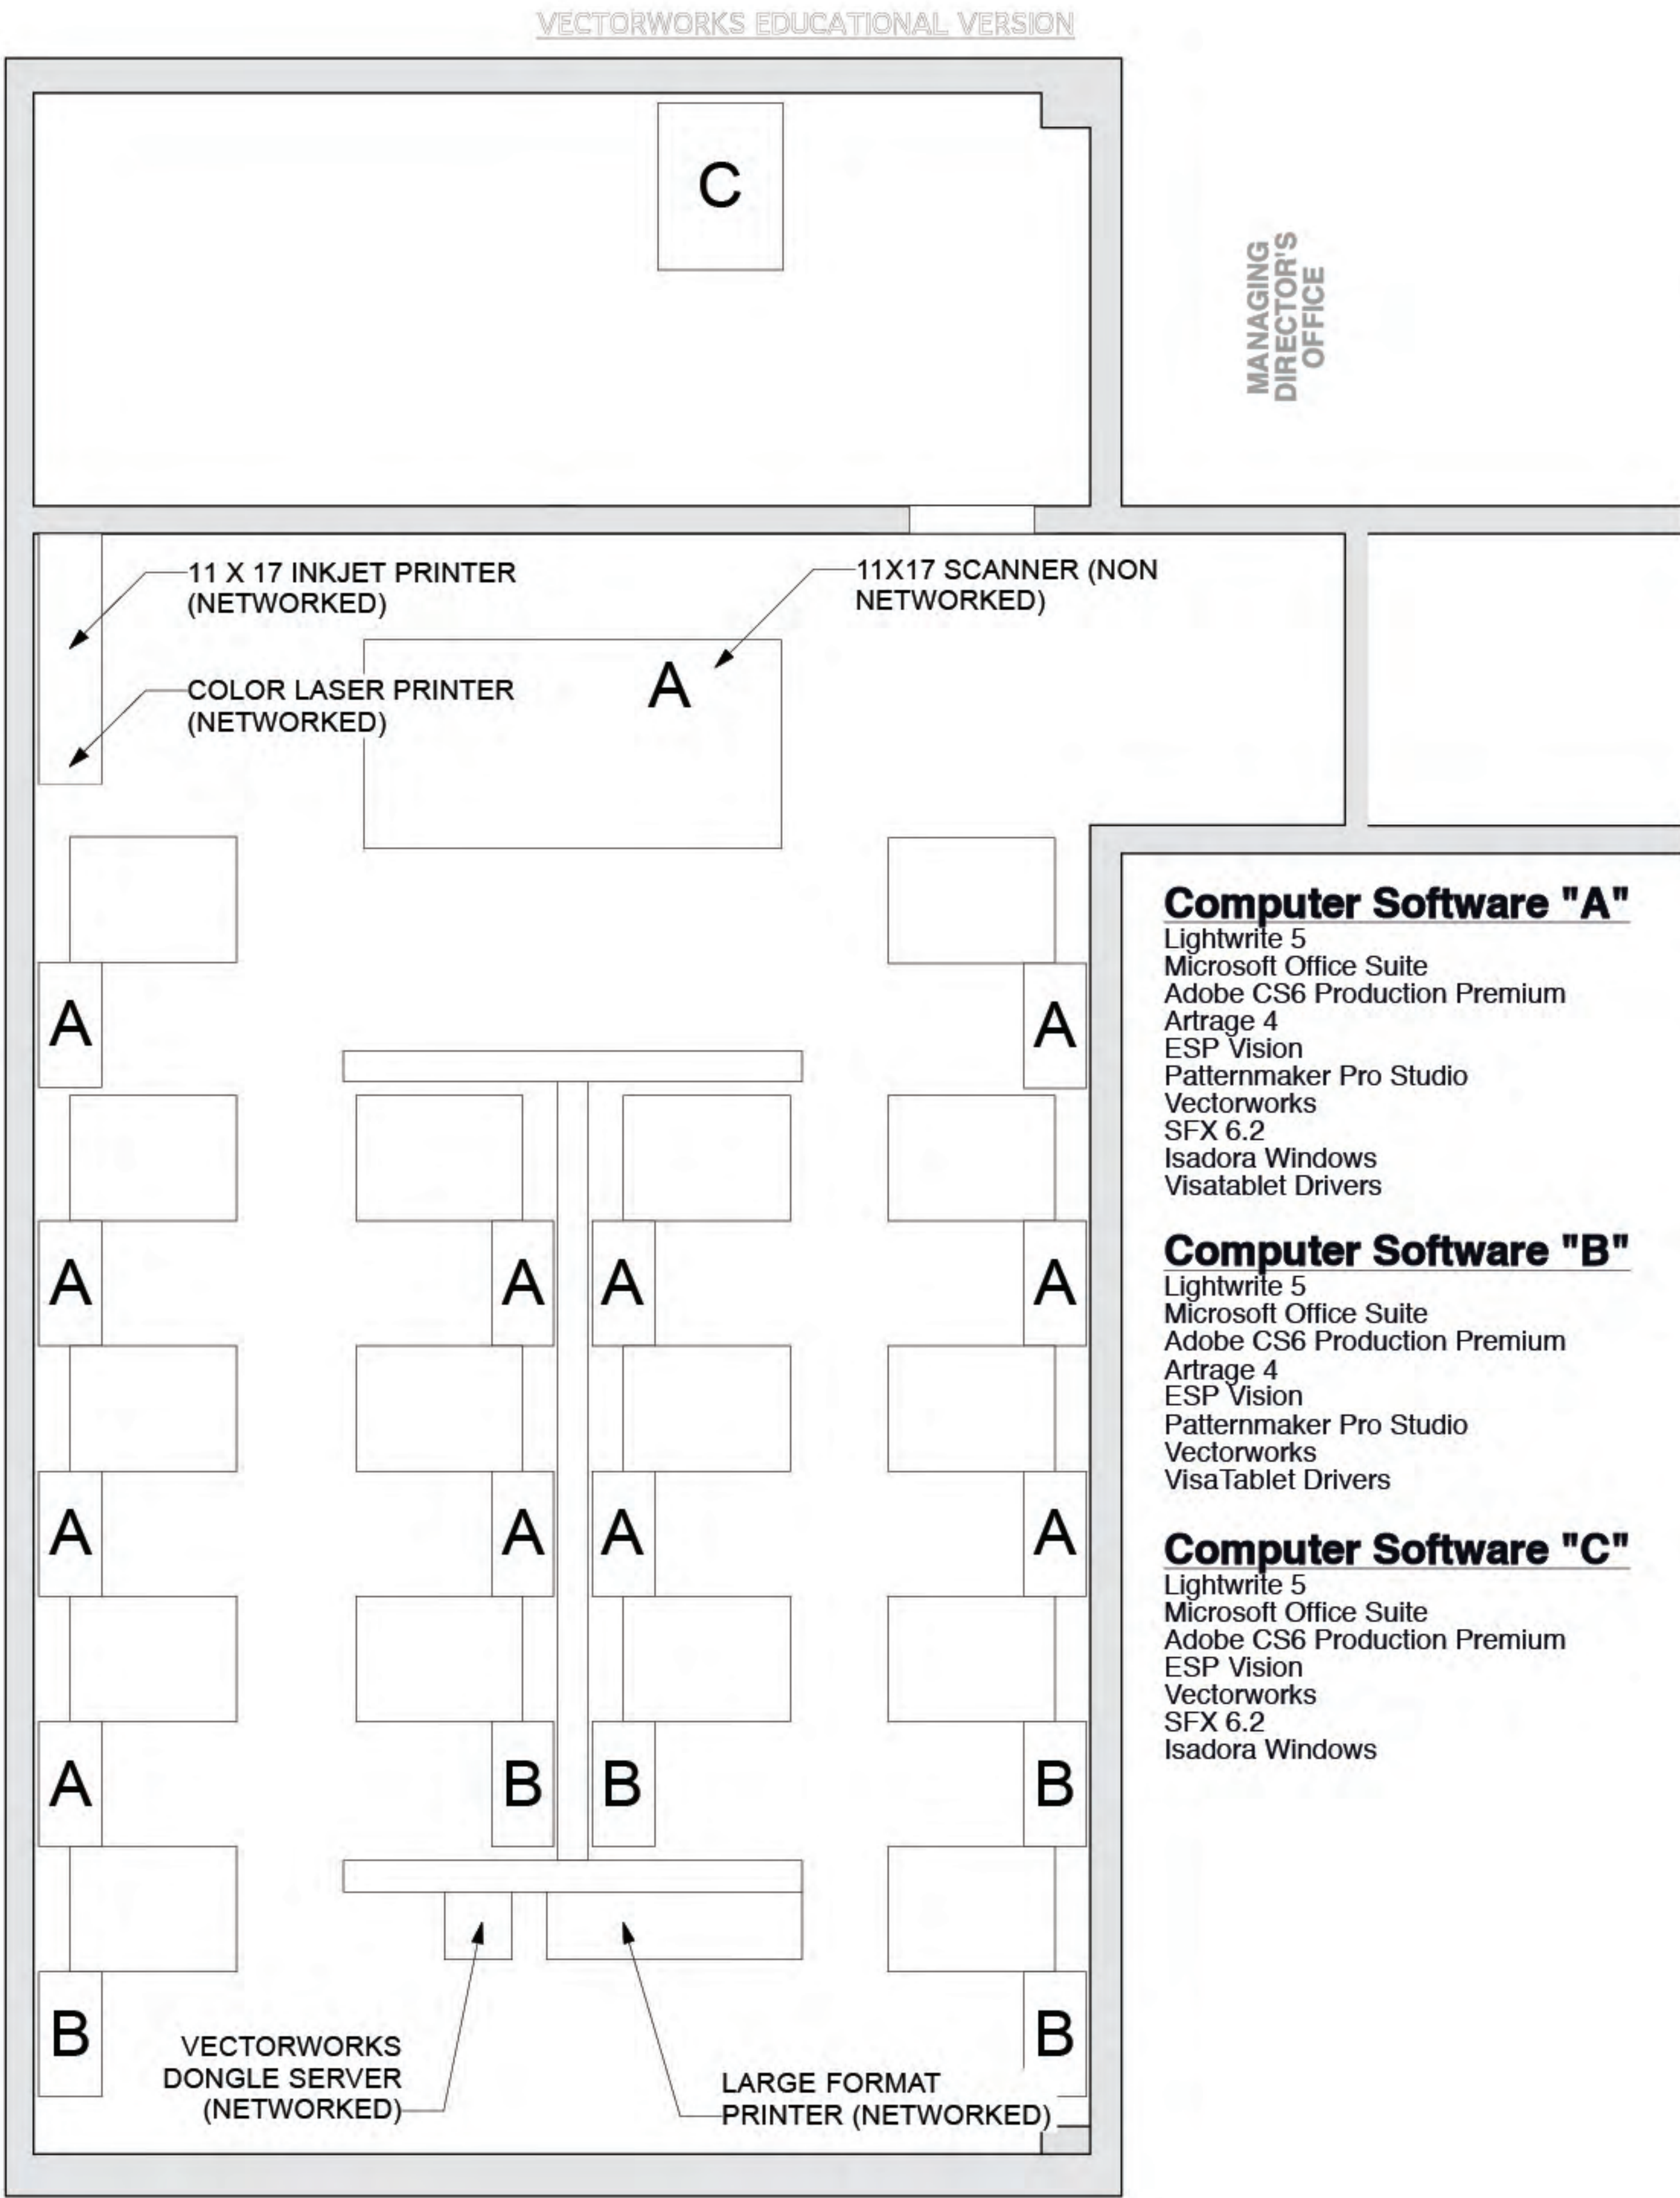 VECTORWORKS EDUCATIONAL VERSION
C
MANAGING
DIRECTOR'S
OFFICE
11 X 17 INKJET PRINTER
(NETWORKED)
11X17 SCANNER (NON
NETWORKED)
A
COLOR LASER PRINTER
(NETWORKED)
A
A
A
A
A
A
A
A
A
A
A
B
B
B
B
B
VECTORWORKS
DONGLE SERVER
(NETWORKED)
LARGE FORMAT
PRINTER (NETWORKED)
Computer Software "A"
Lightwrite 5
Microsoft Office Suite
Adobe CS6 Production Premium
Artrage 4
ESP Vision
Patternmaker Pro Studio
Vectorworks
SFX 6.2
Isadora Windows
Visatablet Drivers
Computer Software "B"
Lightwrite 5
Microsoft Office Suite
Adobe CS6 Production Premium
Artrage 4
ESP Vision
Patternmaker Pro Studio
Vectorworks
VisaTablet Drivers
Computer Software "C"
Lightwrite 5
Microsoft Office Suite
Adobe CS6 Production Premium
ESP Vision
Vectorworks
SFX 6.2
Isadora Windows